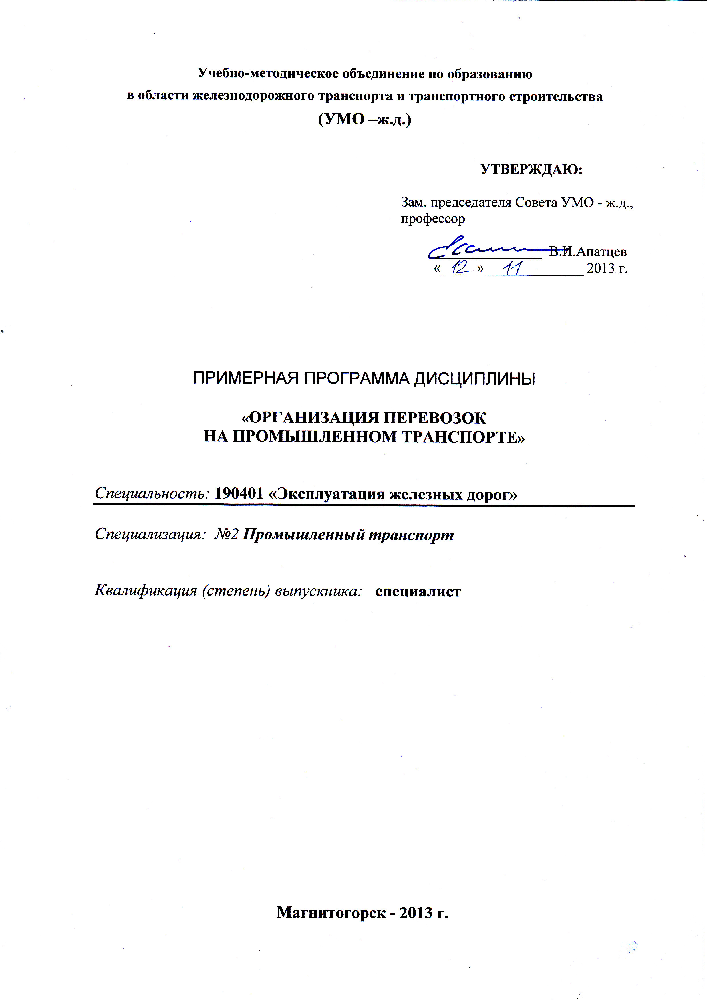 Учебно-методическое объединение по образованию
в области железнодорожного транспорта и транспортного строительства
(УМО –ж.д.)
УТВЕРЖДАЮ:
Зам. председателя Совета УМО - ж.д.,
профессор
В.И.Апатцев
«12» 11 2013 г.
ПРИМЕРНАЯ ПРОГРАММА ДИСЦИПЛИНЫ
«ОРГАНИЗАЦИЯ ПЕРЕВОЗОК
НА ПРОМЫШЛЕННОМ ТРАНСПОРТЕ»
Специальность: 190401 «Эксплуатация железных дорог»
Специализация: №2 Промышленный транспорт
Квалификация (степень) выпускника: специалист
Магнитогорск - 2013 г.